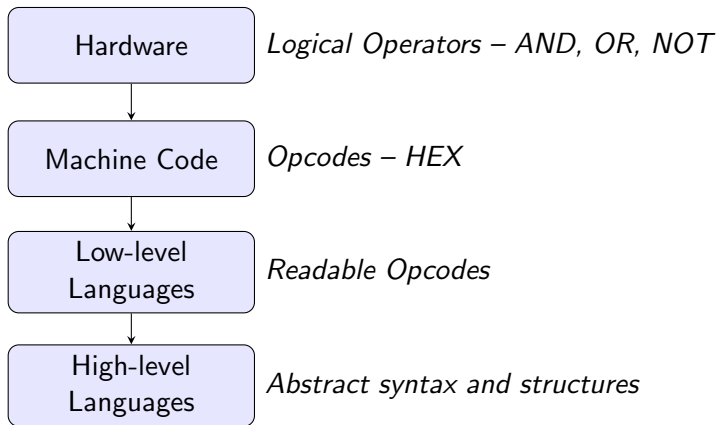 Hardware
Logical Operators – AND, OR, NOT
Machine Code
Opcodes – HEX
Low-level
Languages
Readable Opcodes
High-level
Languages
Abstract syntax and structures